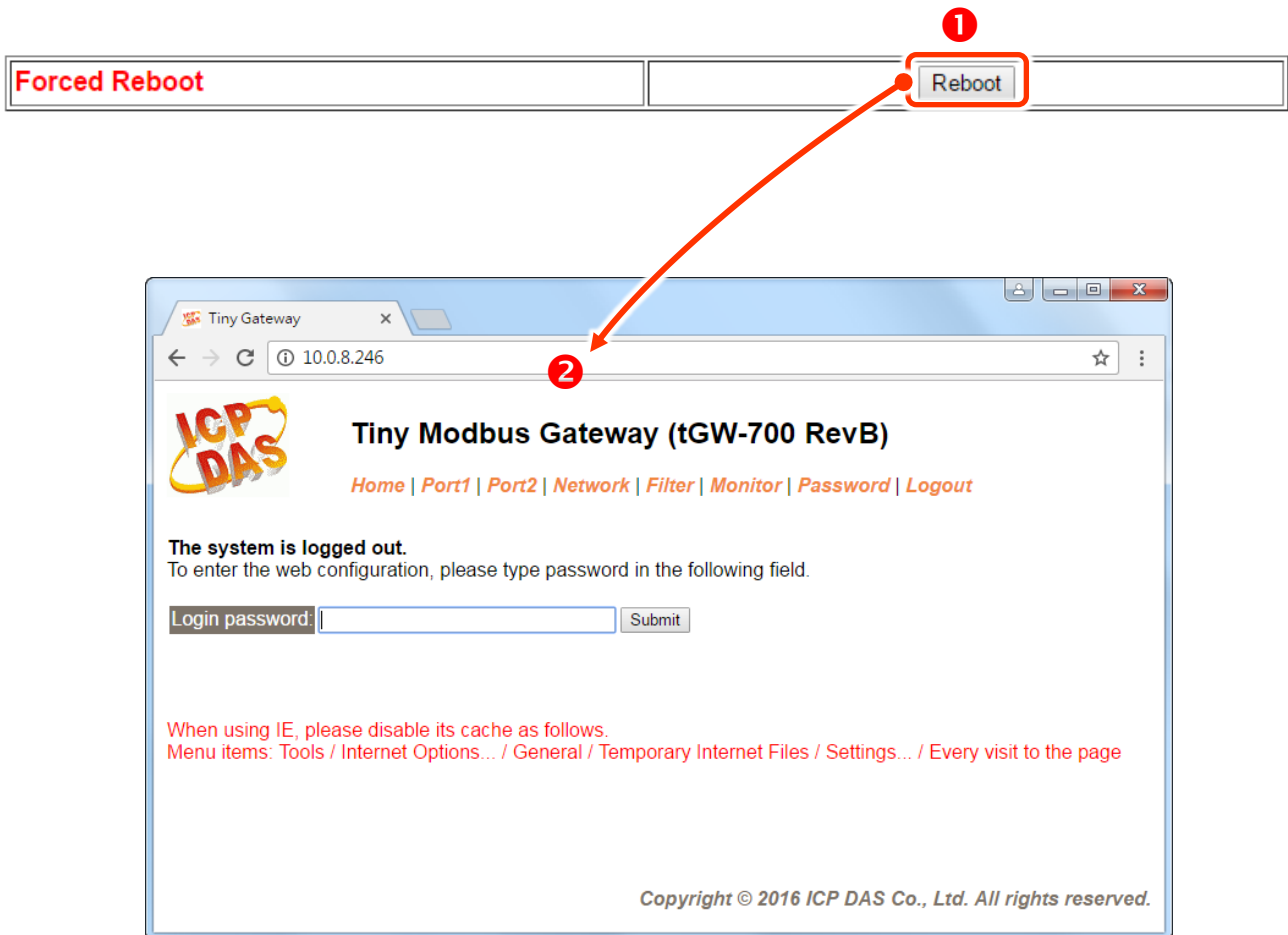 1
Forced Reboot
Reboot
Tiny Gateway
10.0.8.246
2
ICP
DAS
Tiny Modbus Gateway (tGW-700 RevB)
Home | Port1 | Port2 | Network | Filter | Monitor | Password | Logout
The system is logged out.
To enter the web configuration, please type password in the following field.
Login password: Submit
When using IE, please disable its cache as follows.
Menu items: Tools / Internet Options... / General / Temporary Internet Files / Settings... / Every visit to the page
Copyright © 2016 ICP DAS Co., Ltd. All rights reserved.